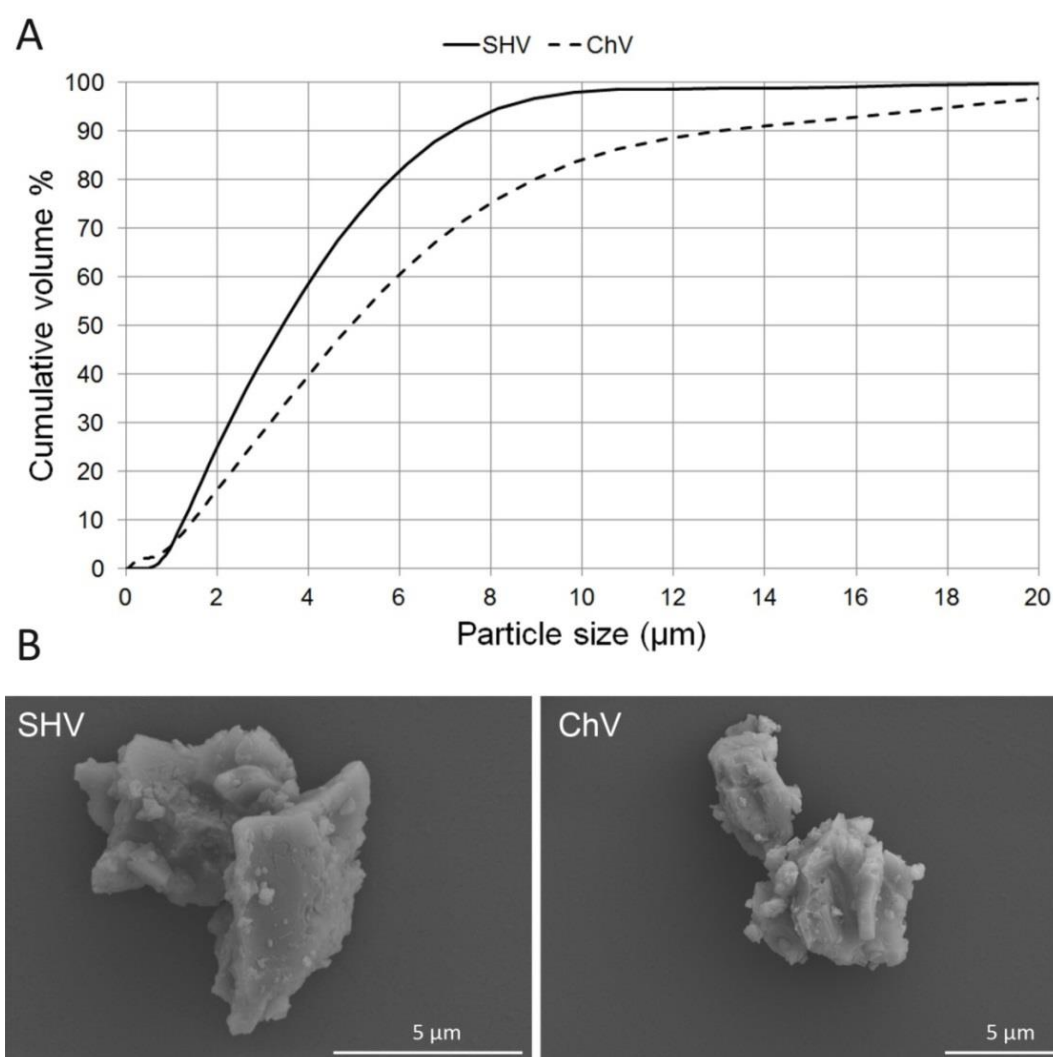 A
SHV ChV
Cumulative volume %
100
90
80
70
60
50
40
30
20
10
0
0 2 4 6 8 10 12 14 16 18 20
Particle size (µm)
B
SHV
5 µm
ChV
5 µm